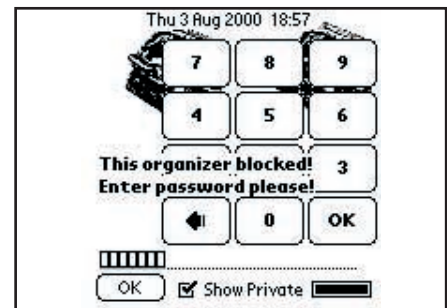 Thu 3 Aug 2000 18:57
7 8 9
4 5 6
This organizer blocked! 3
Enter password please!
0 OK
OK Show Private